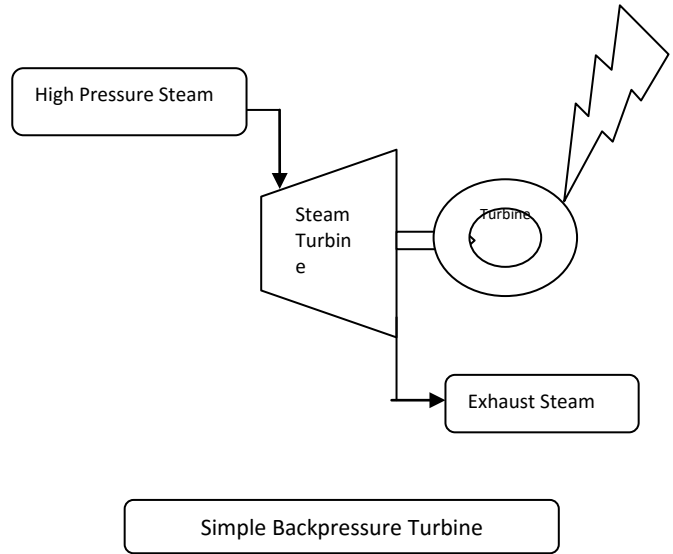 High Pressure Steam
Steam
Turbin
e
Turbine
Exhaust Steam
Simple Backpressure Turbine